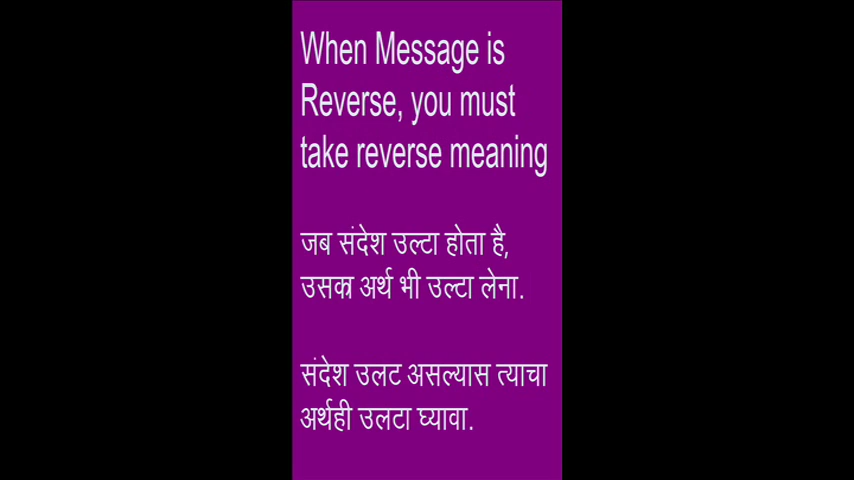 When Message is
Reverse, you must
take reverse meaning
जब संदेश उल्टा होता है,
उसका अर्थ भी उल्टा लेना.
संदेश उलट असल्यास त्याचा
अर्थही उलटा घ्यावा.